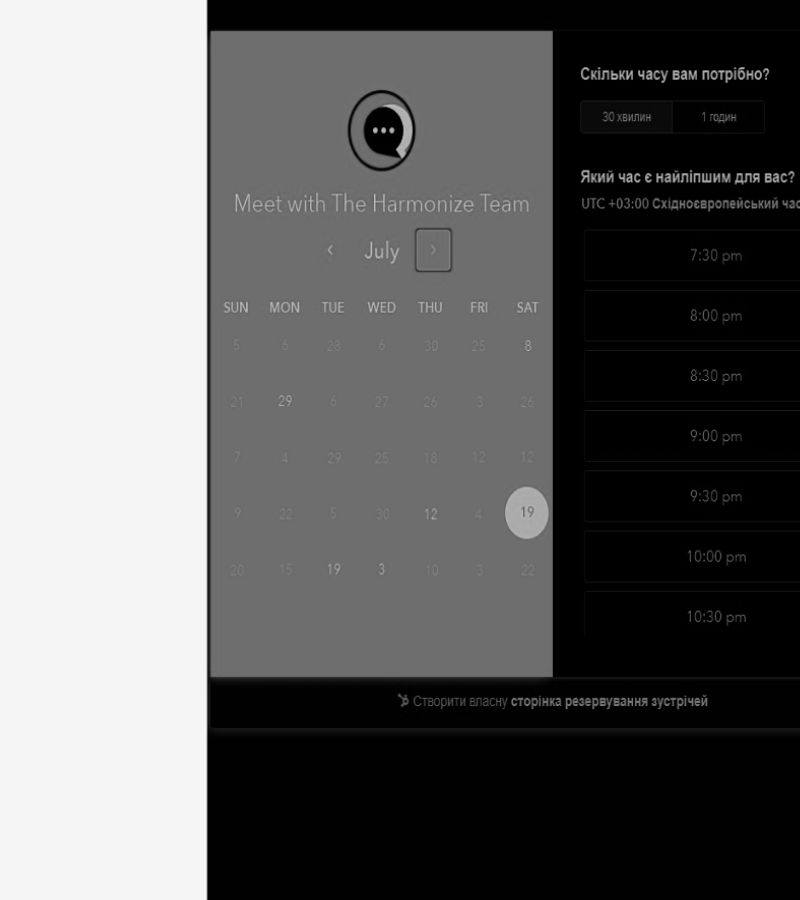 Meet with The Harmonize Team
July
SUN MON TUE WED THU FRI SAT
5 6 28 6 30 25 8
21 29 6 27 26 3 26
7 4 29 25 18 12 12
9 22 5 30 12 4 19
20 15 19 3 10 3 22
Скільки часу вам потрібно?
30 хвилин 1 годин
Який час є найліпшим для вас?
UTC +03:00 Східноєвропейський
7:30 pm
8:00 pm
8:30 pm
9:00 pm
9:30 pm
10:00 pm
10:30 pm
Створити власну сторінка резервування зустрічей